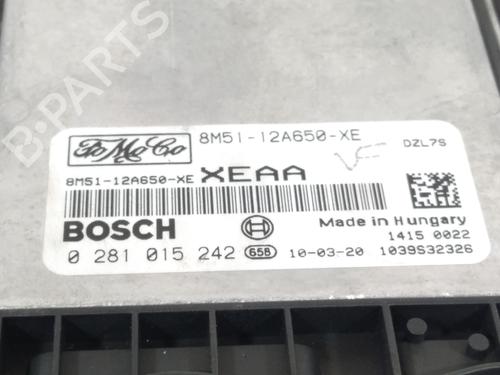 B-PARTS
FoMoCo 8M51-12A650-XE DZL7S
8M51-12A650-XE XEAA
BOSCH Made in Hungary
0 281 015 242 658 10-03-20 1415 0022
1039S32326